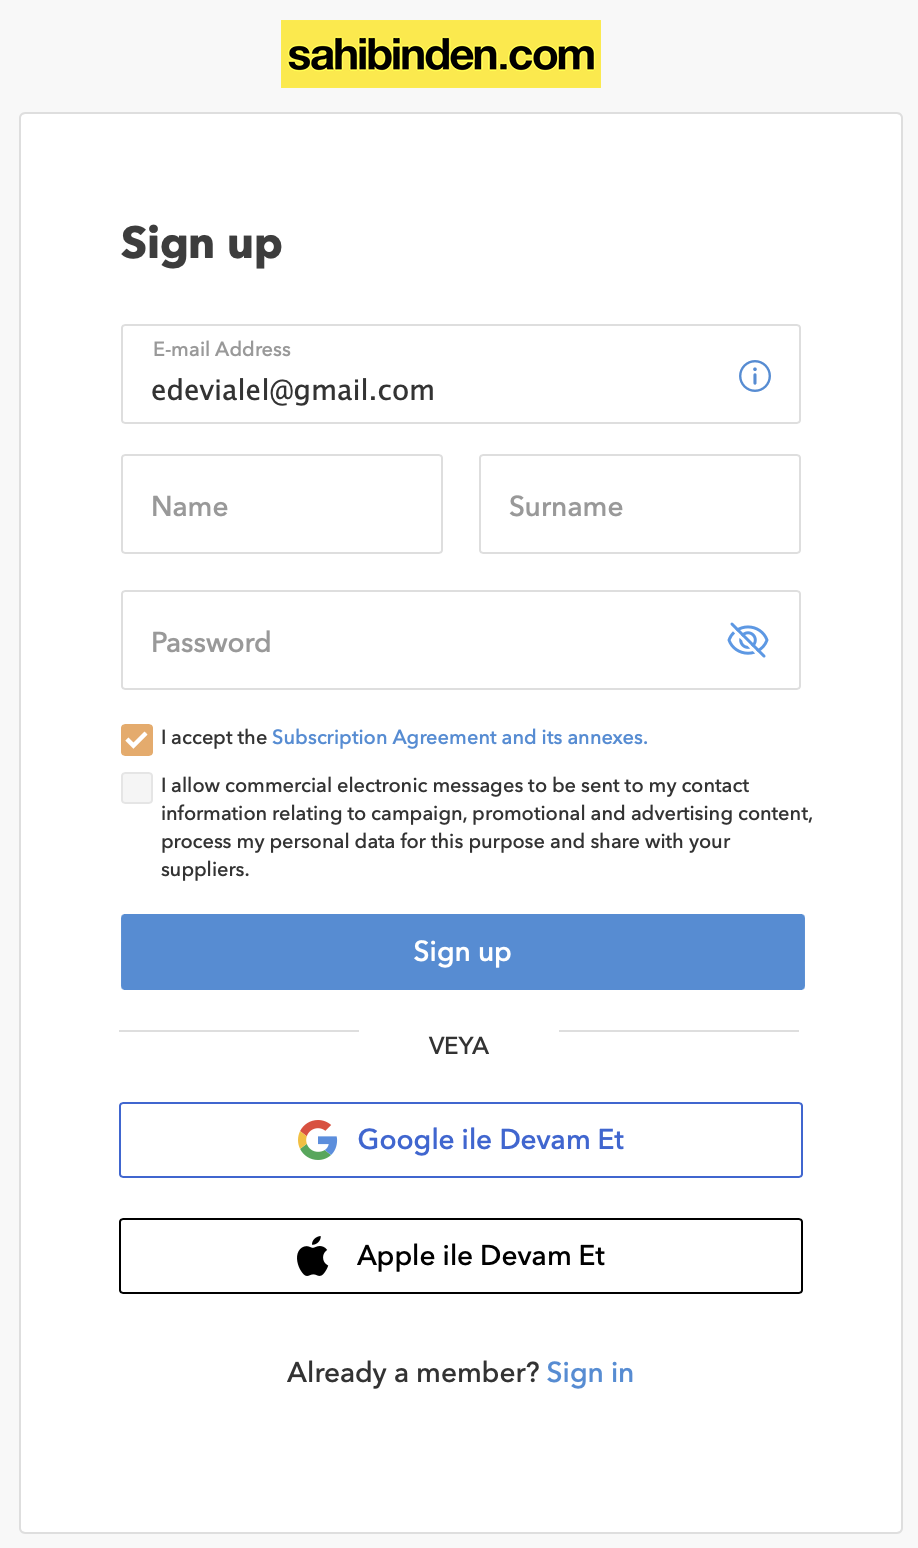 sahibinden.com
Sign up
E-mail Address
edevialel@gmail.com
Name
Surname
Password
I accept the Subscription Agreement and its annexes.
I allow commercial electronic messages to be sent to my contact
information relating to campaign, promotional and advertising content,
process my personal data for this purpose and share with your
suppliers.
Sign up
VEYA
Google ile Devam Et
Apple ile Devam Et
Already a member? Sign in